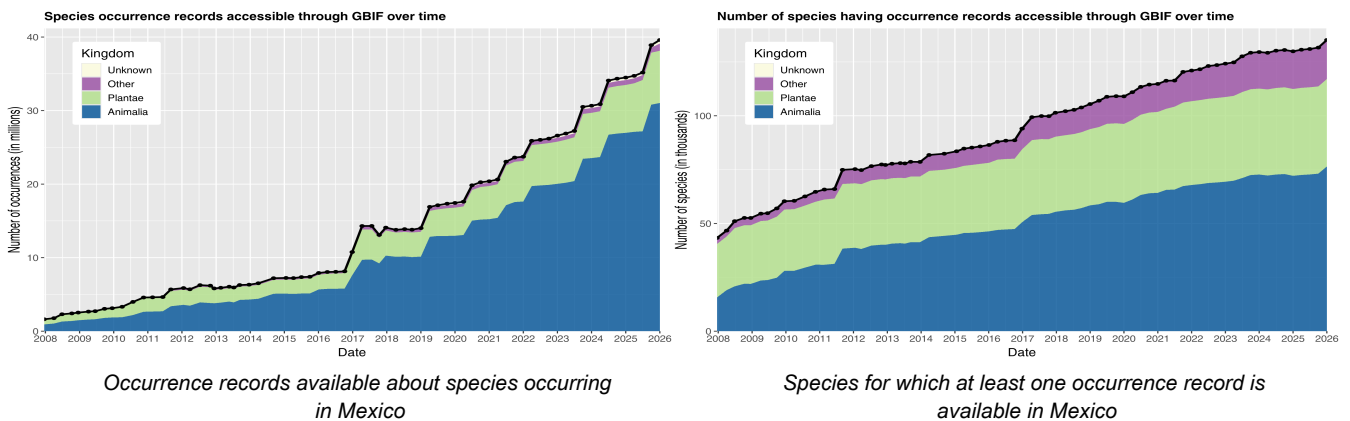 Species occurrence records accessible through GBIF over time
Number of occurrences (in millions)
40
30
20
10
0
Kingdom
Unknown
Other
Plantae
Animalia
2008 2009 2010 2011 2012 2013 2014 2015 2016 2017 2018 2019 2020 2021 2022 2023 2024 2025 2026
Date
Occurrence records available about species occurring
in Mexico
Number of species having occurrence records accessible through GBIF over time
Number of species (in thousands)
100
50
0
Kingdom
Unknown
Other
Plantae
Animalia
2008 2009 2010 2011 2012 2013 2014 2015 2016 2017 2018 2019 2020 2021 2022 2023 2024 2025 2026
Date
Species for which at least one occurrence record is
available in Mexico